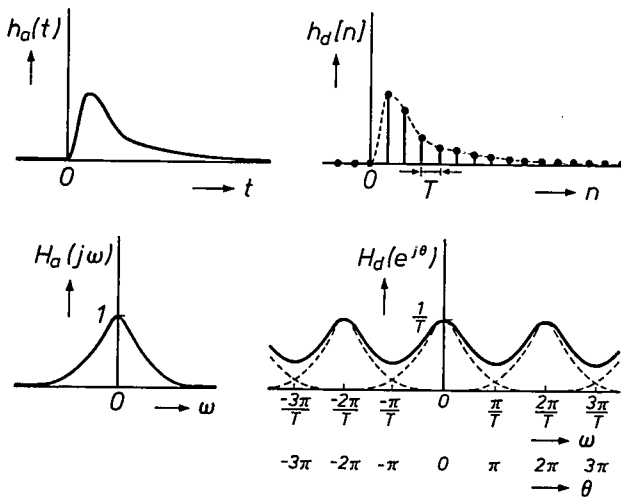 h_a(t)
0
t
h_d[n]
0
T
n
H_a(jω)
1
0
ω
H_d(e^{jθ})
1/T
-3π/T -2π/T -π/T 0 π/T 2π/T 3π/T
ω
-3π -2π -π 0 π 2π 3π
θ